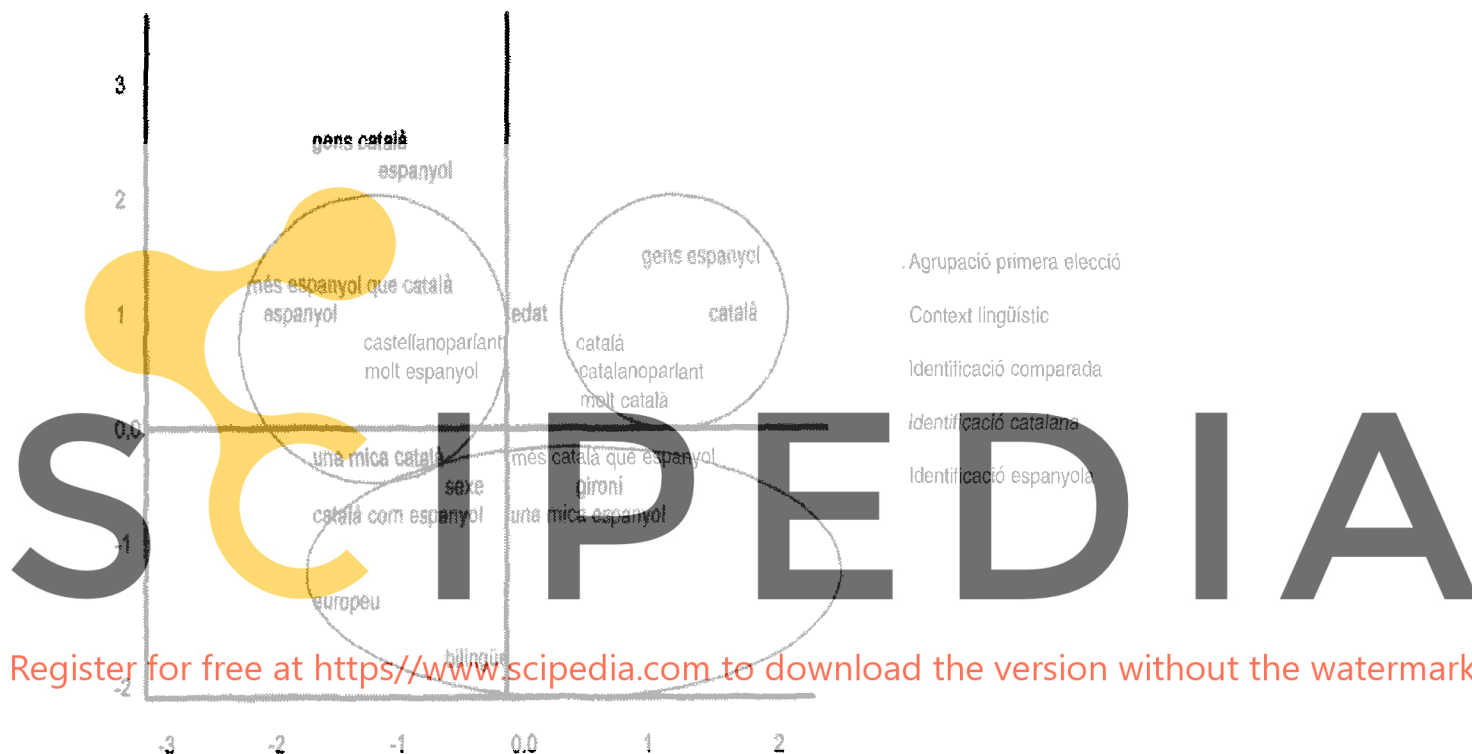 3
gens català
espanyol
2
gens espanyol
. Agrupació primera elecció
més espanyol que català
1
espanyol
edat
català
Context lingüístic
castellanoparlant
català
molt espanyol
catalanoparlant
Identificació comparada
molt català
0,0
Identificació catalana
una mica català
més català que espanyol
Identificació espanyola
sexe
gironí
català com espanyol
una mica espanyol
-1
SCIPEDIA
europeu
bilingüe
Register for free at https//www.scipedia.com to download the version without the watermark
-2
-3 -2 -1 0,0 1 2